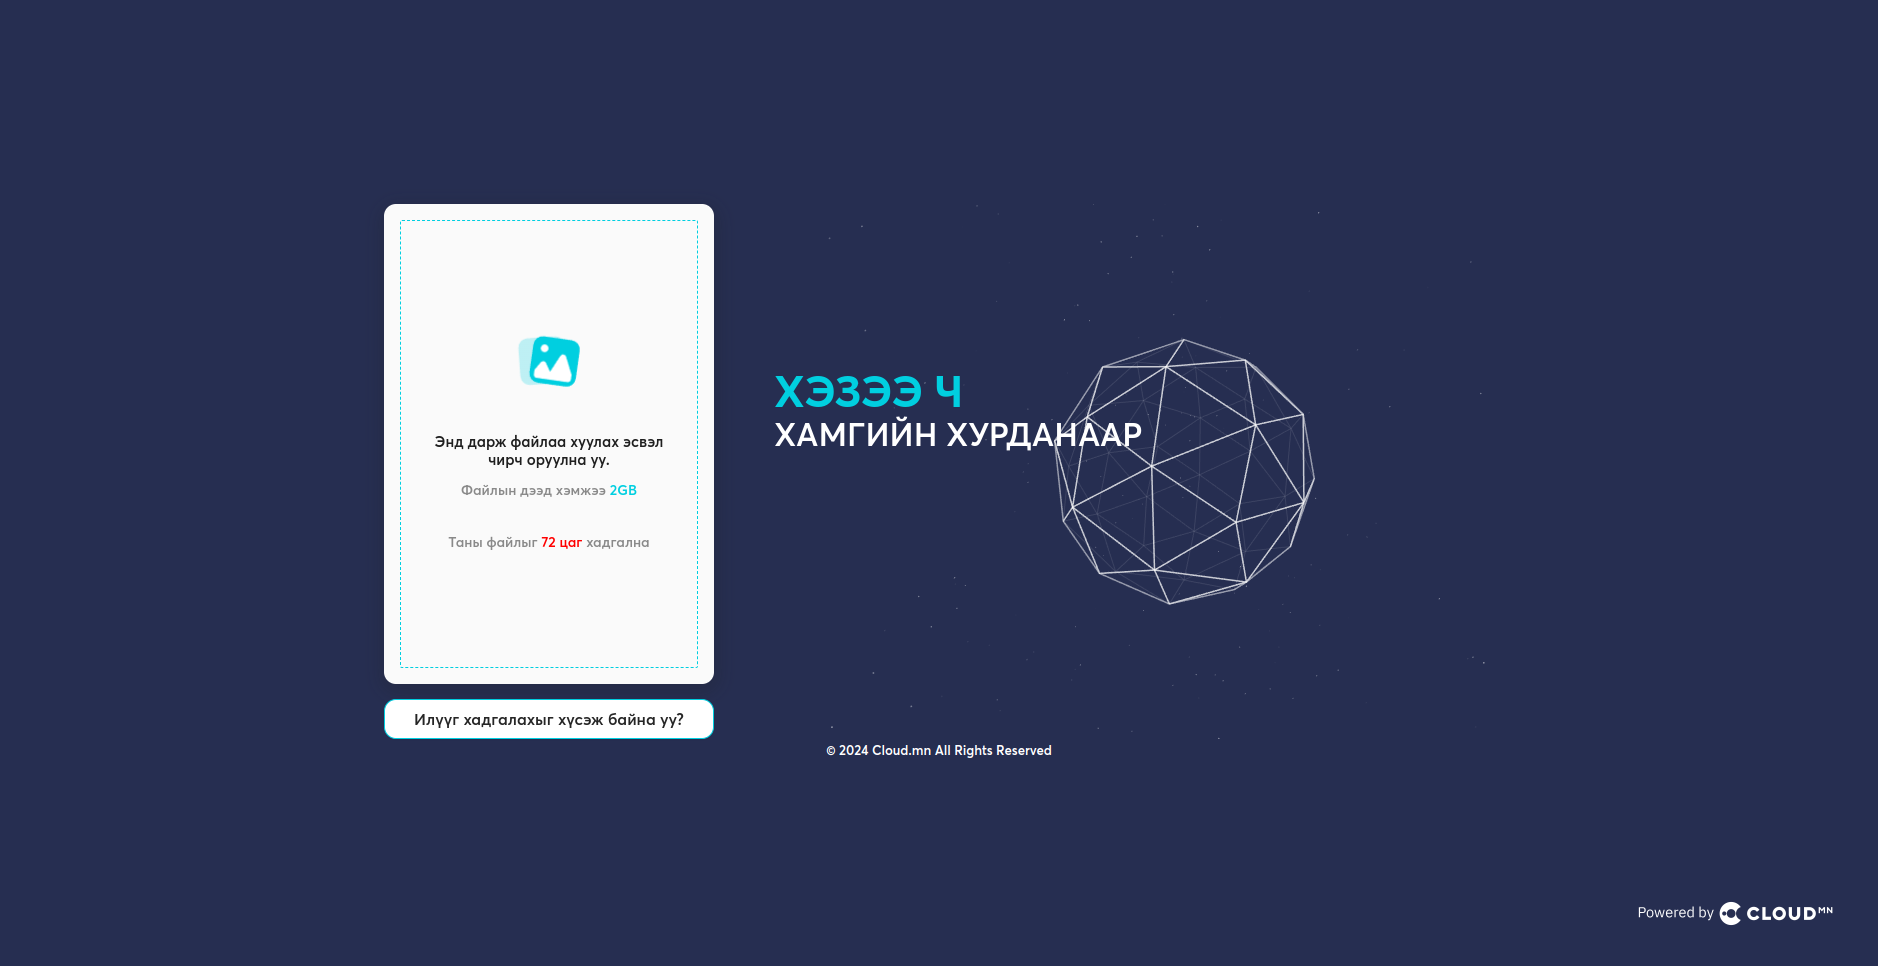 Энд дарж файлаа хуулах эсвэл
чирч оруулна уу.
Файлын дээд хэмжээ 2GB
Таны файлыг 72 цаг хадгална
Илүүг хадгалахыг хүсэж байна уу?
ХЭЗЭЭ Ч
ХАМГИЙН ХУРДАНААР
© 2024 Cloud.mn All Rights Reserved
Powered by CLOUD MN